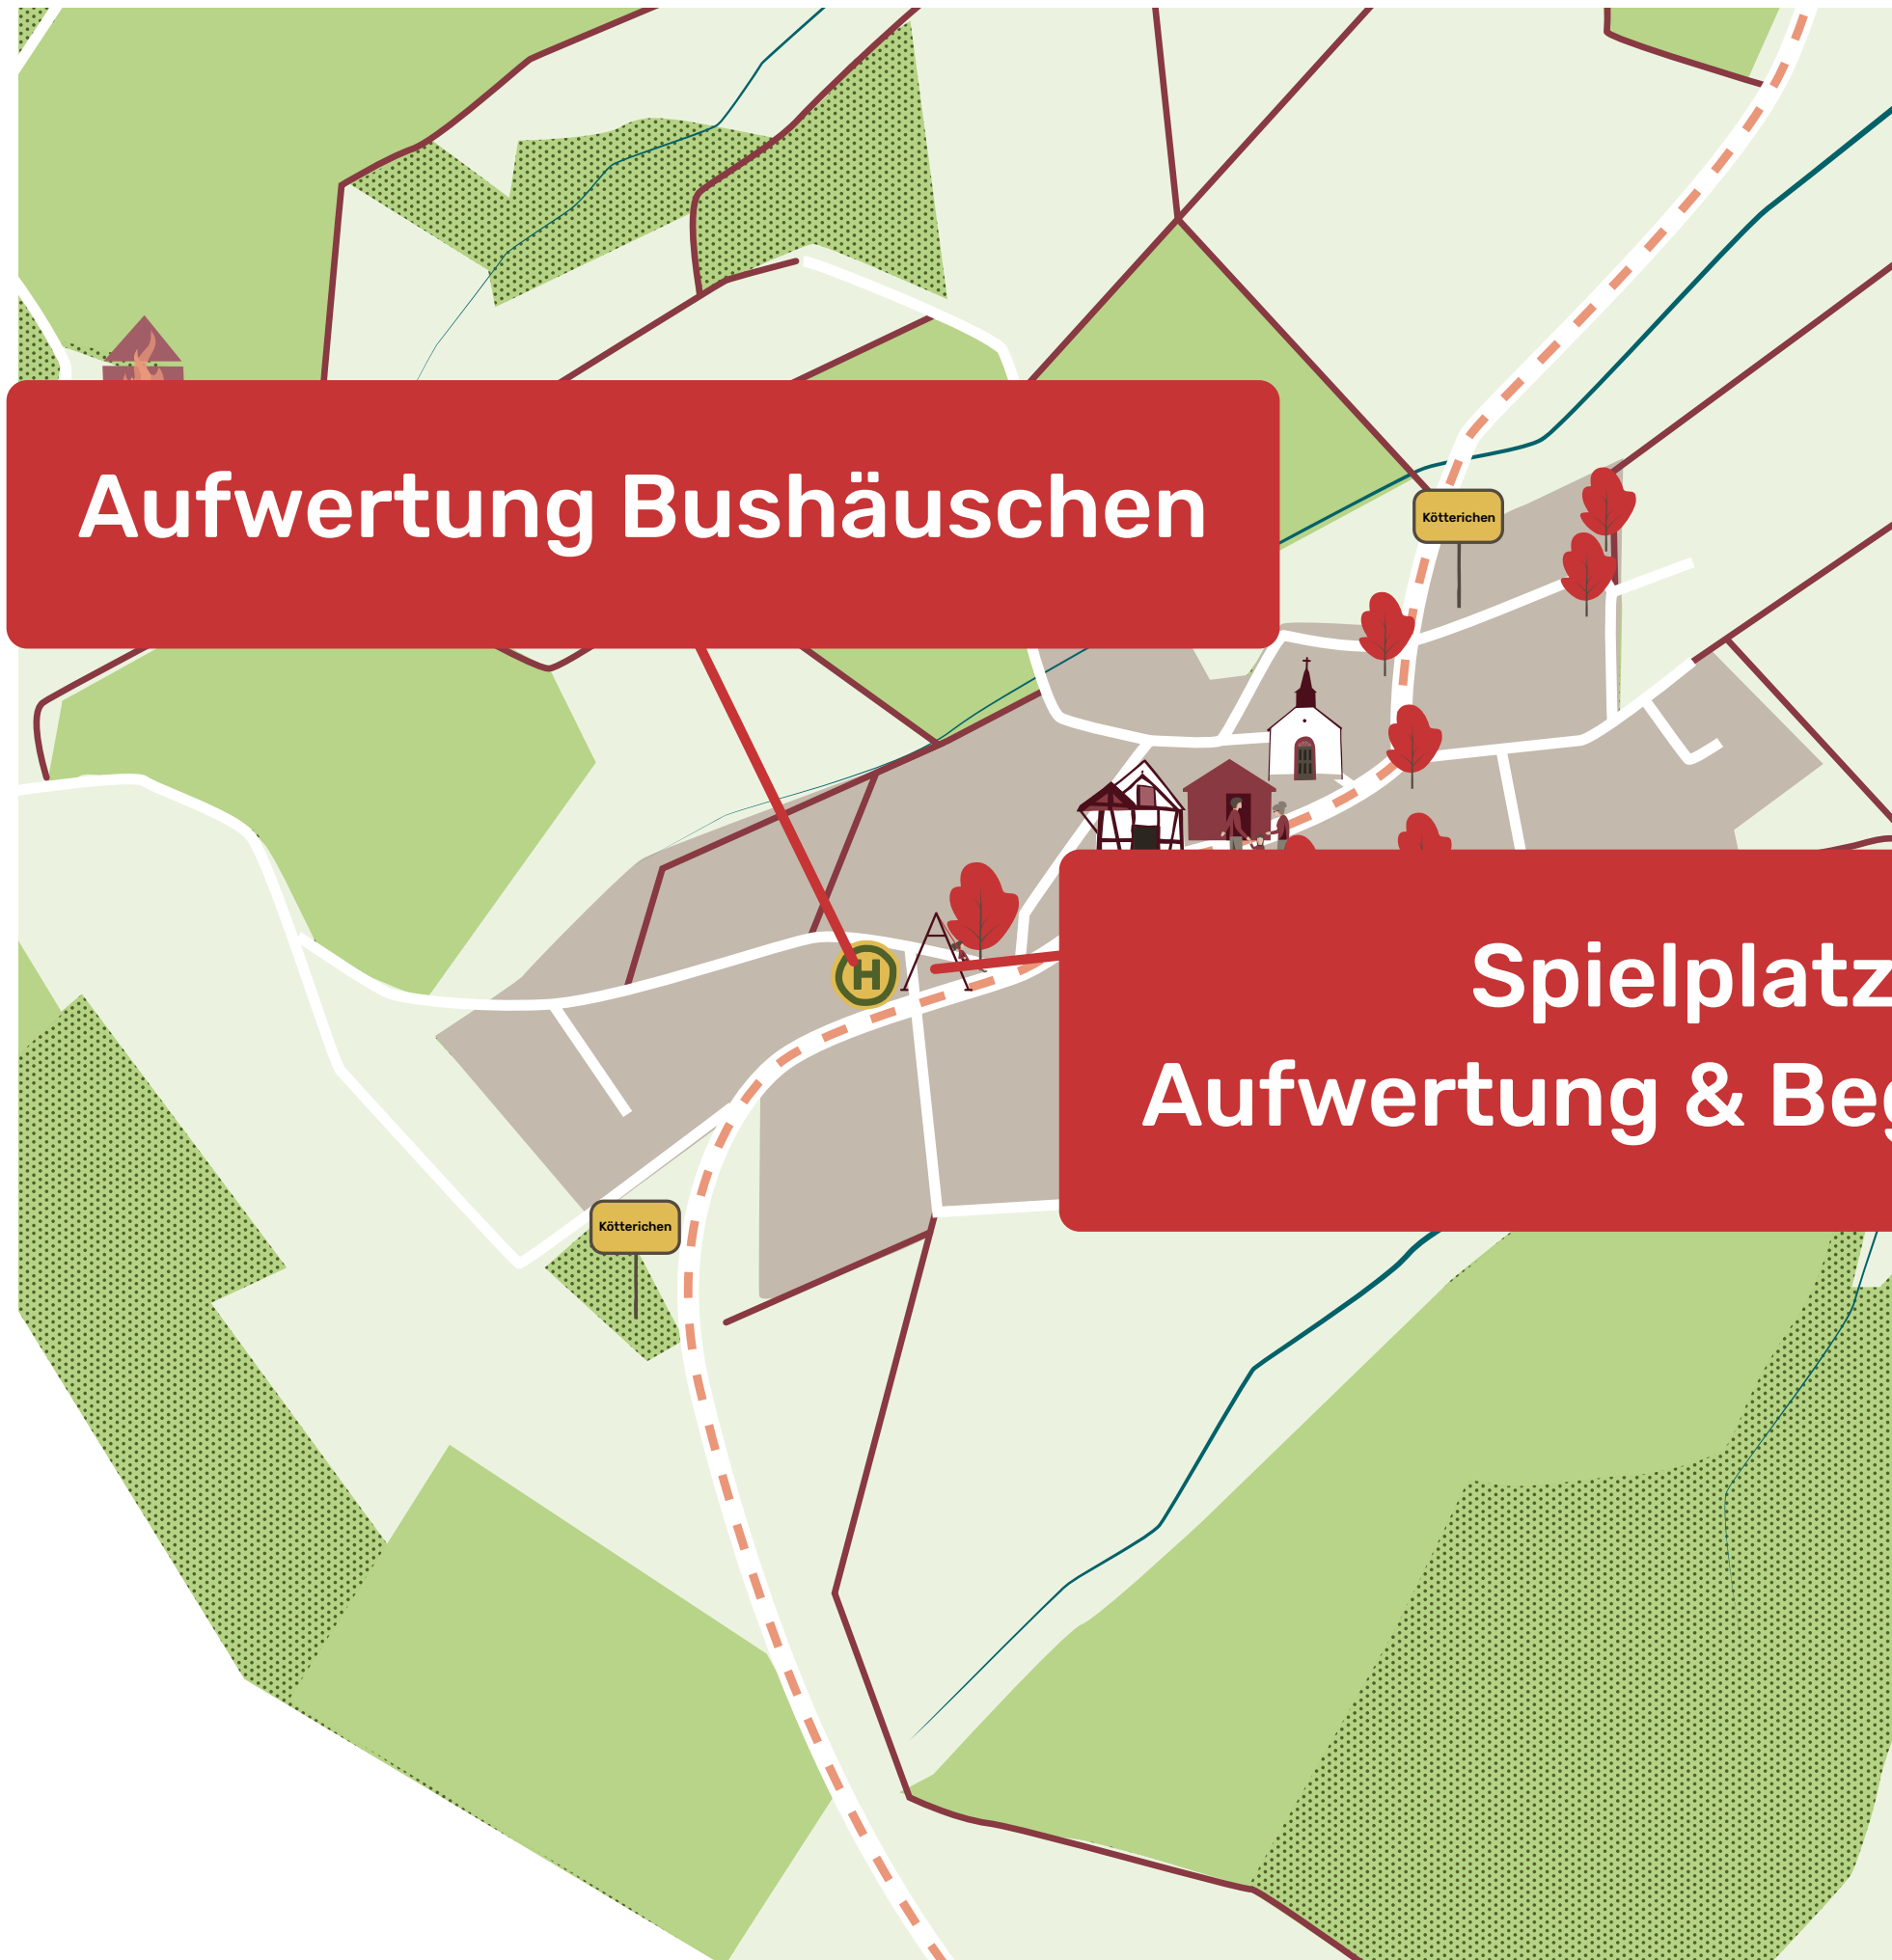 Aufwertung Bushäuschen
Kötterichen
H
Spielplatz
Aufwertung &
Kötterichen